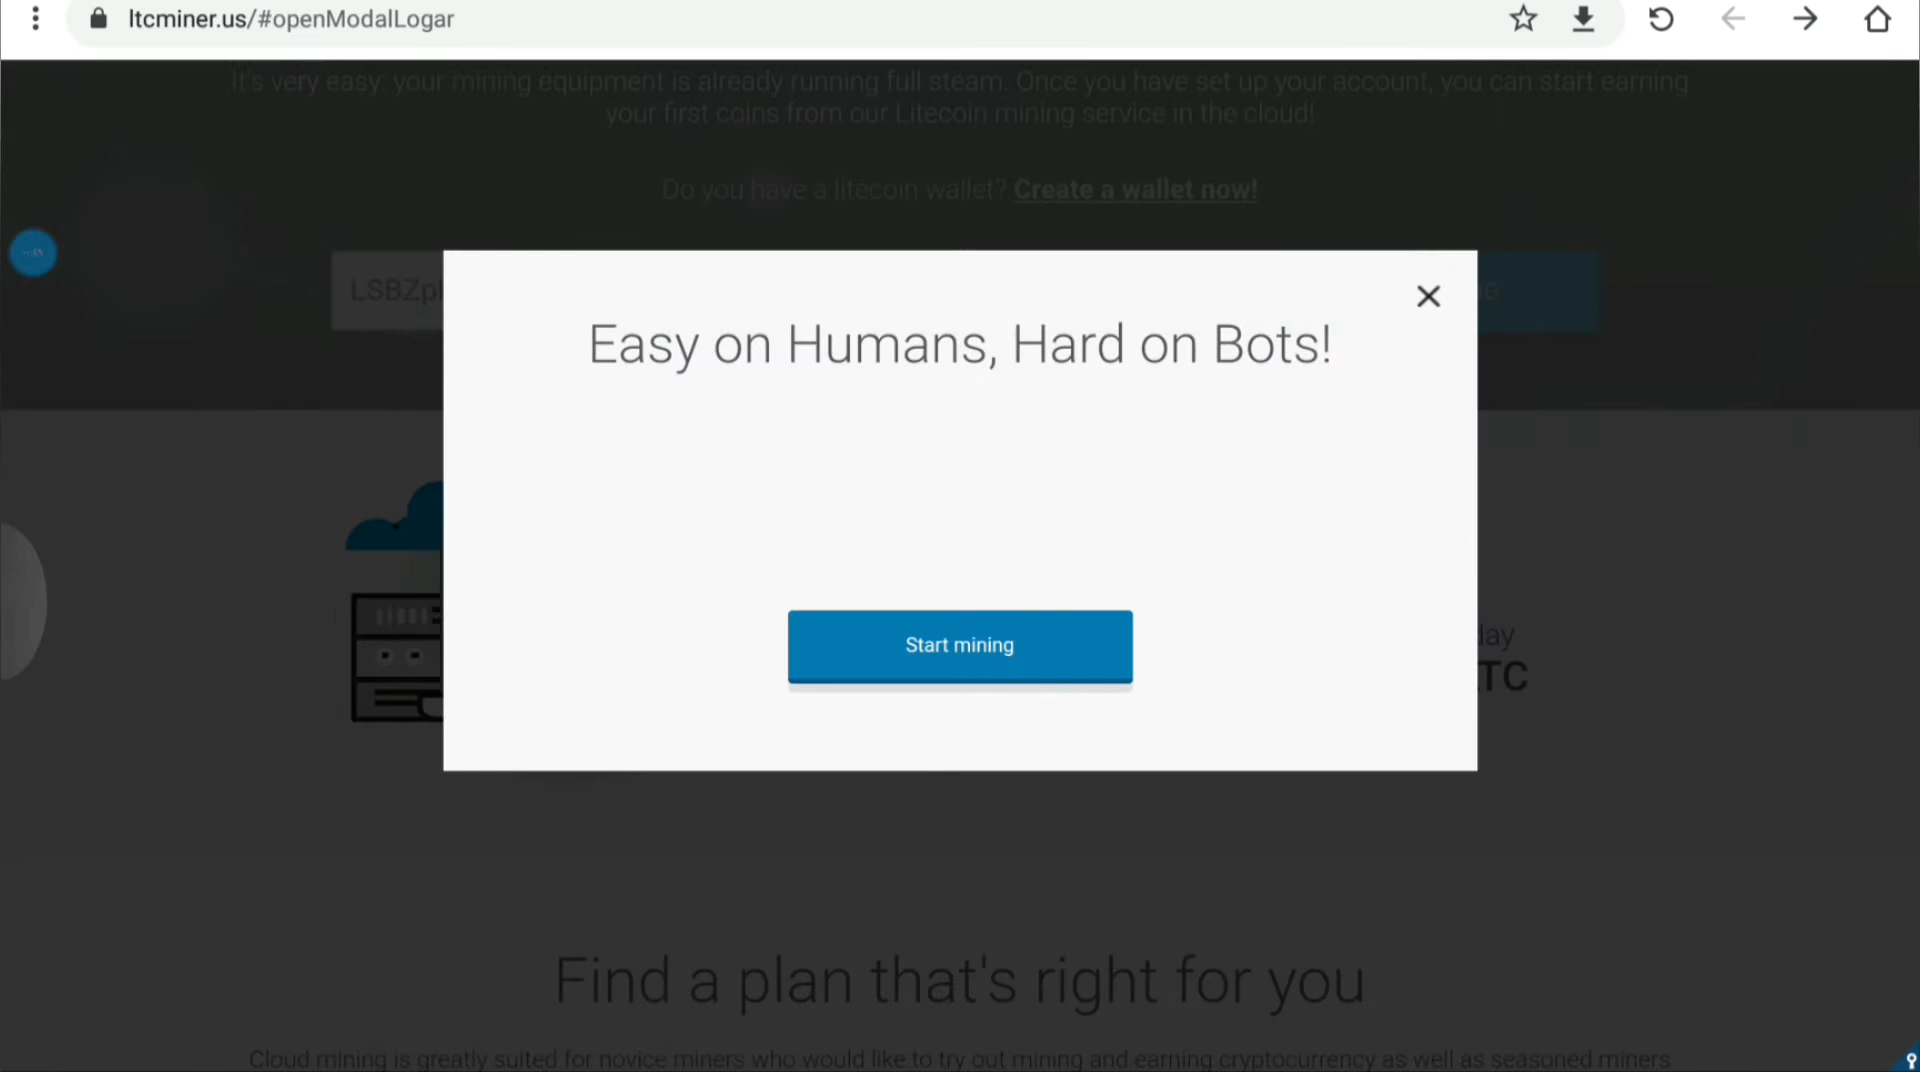 ltcminer.us/#openModalLogar
It's very easy: your mining equipment is already running full steam. Once you have set up your account, you can start earning
your first coins from our Litecoin mining service in the cloud!
Do you have a litecoin wallet? Create a wallet now!
Easy on Humans, Hard on Bots!
Start mining
Find a plan that's right for you
Cloud mining is greatly suited for novice miners who would like to try out mining and earning cryptocurrency as well as seasoned miners